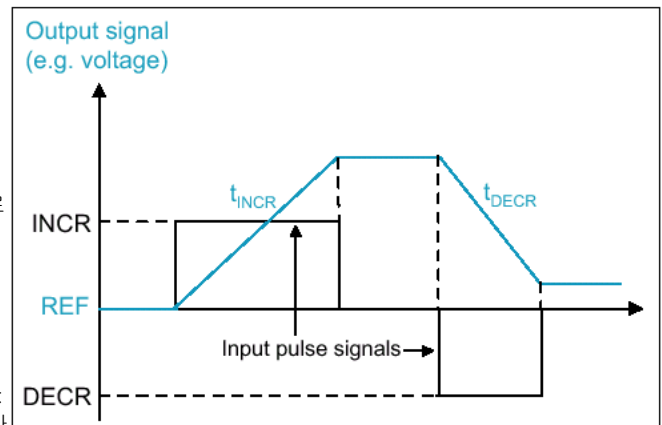 Output signal
(e.g. voltage)
tINCR
tDECR
INCR
REF
Input pulse signals
DECR